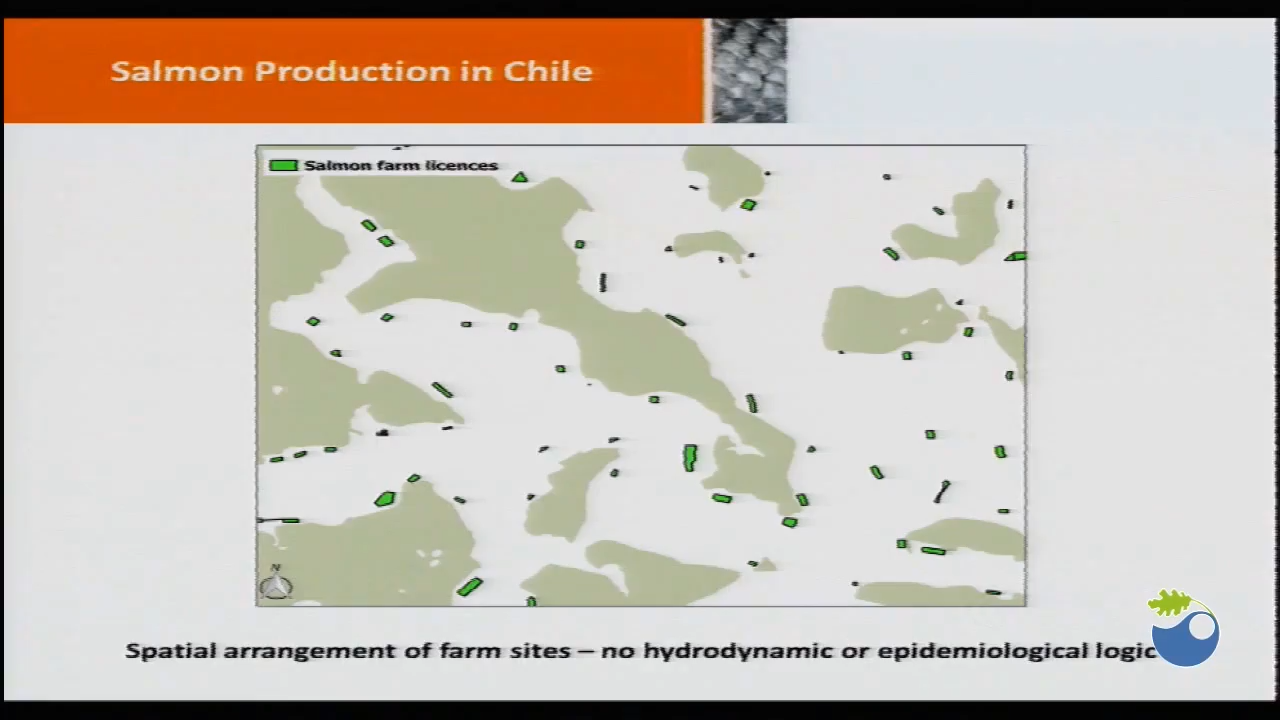 Salmon Production in Chile
Salmon farm licences
N
Spatial arrangement of farm sites – no hydrodynamic or epidemiological logic